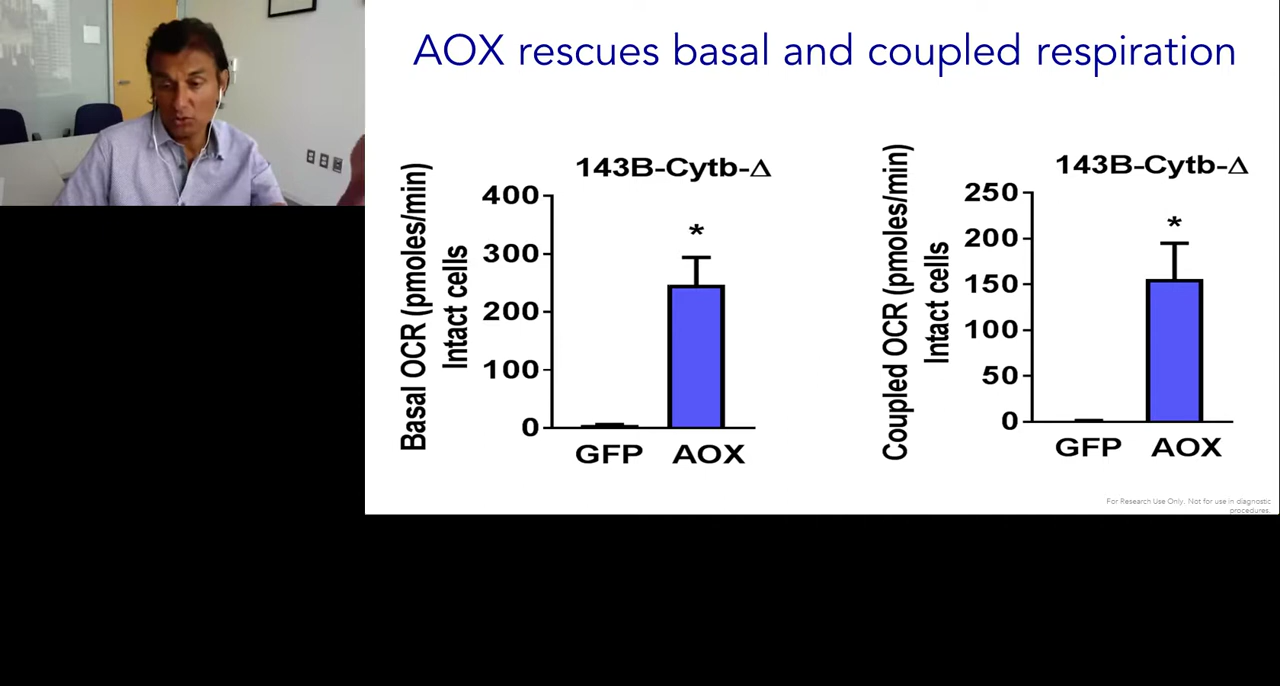 AOX rescues basal and coupled respiration
143B-Cytb-Δ
Basal OCR (pmoles/min)
Intact cells
400
300
200
100
0
*
GFP AOX
143B-Cytb-Δ
Coupled OCR (pmoles/min)
Intact cells
250
200
150
100
50
0
*
GFP AOX
For Research Use Only. Not for use in diagnostic
procedures.